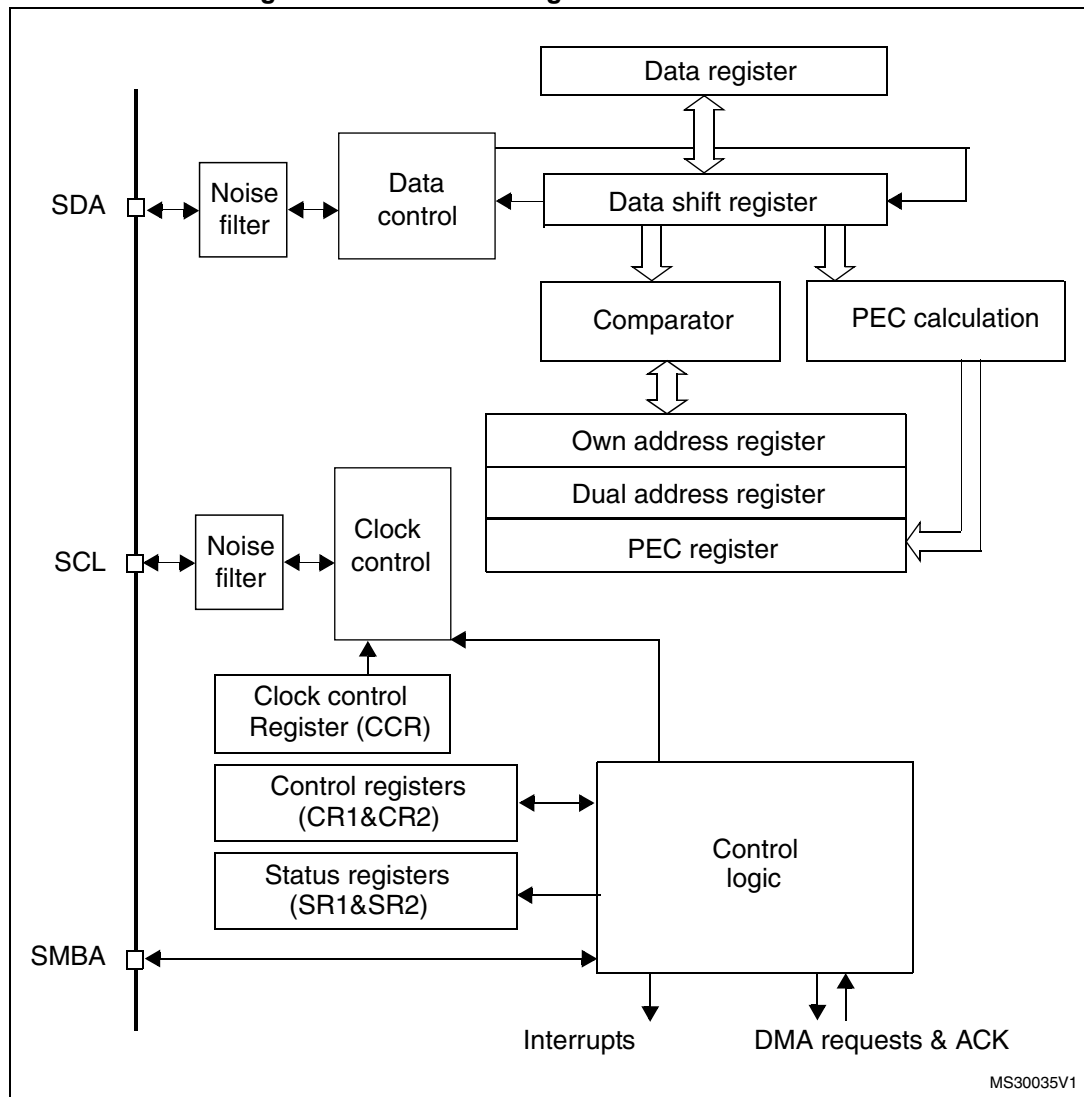 Data register
SDA
Noise
filter
Data
control
Data shift register
Comparator
PEC calculation
Own address register
Dual address register
PEC register
SCL
Noise
filter
Clock
control
Clock control
Register (CCR)
Control registers
(CR1&CR2)
Status registers
(SR1&SR2)
Control
logic
SMBA
Interrupts
DMA requests & ACK
MS30035V1